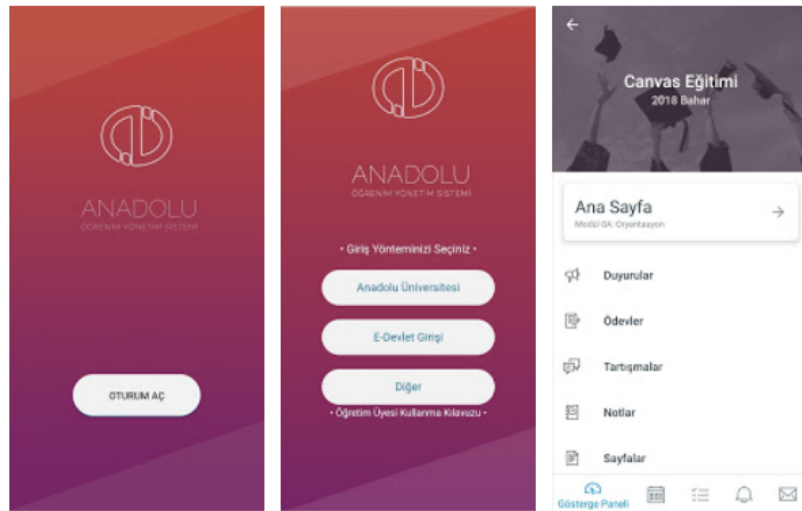 ANADOLU
ÖĞRENİM YÖNETİM SİSTEMİ
OTURUM AÇ
ANADOLU
ÖĞRENİM YÖNETİM SİSTEMİ
• Giriş Yönteminizi Seçiniz •
Anadolu Üniversitesi
E-Devlet Girişi
Diğer
• Öğretim Üyesi Kullanma Kılavuzu •
Canvas Eğitimi
2018 Bahar
Ana Sayfa
Modül 0A: Oryantasyon
Duyurular
Ödevler
Tartışmalar
Notlar
Sayfalar
Gösterge Paneli